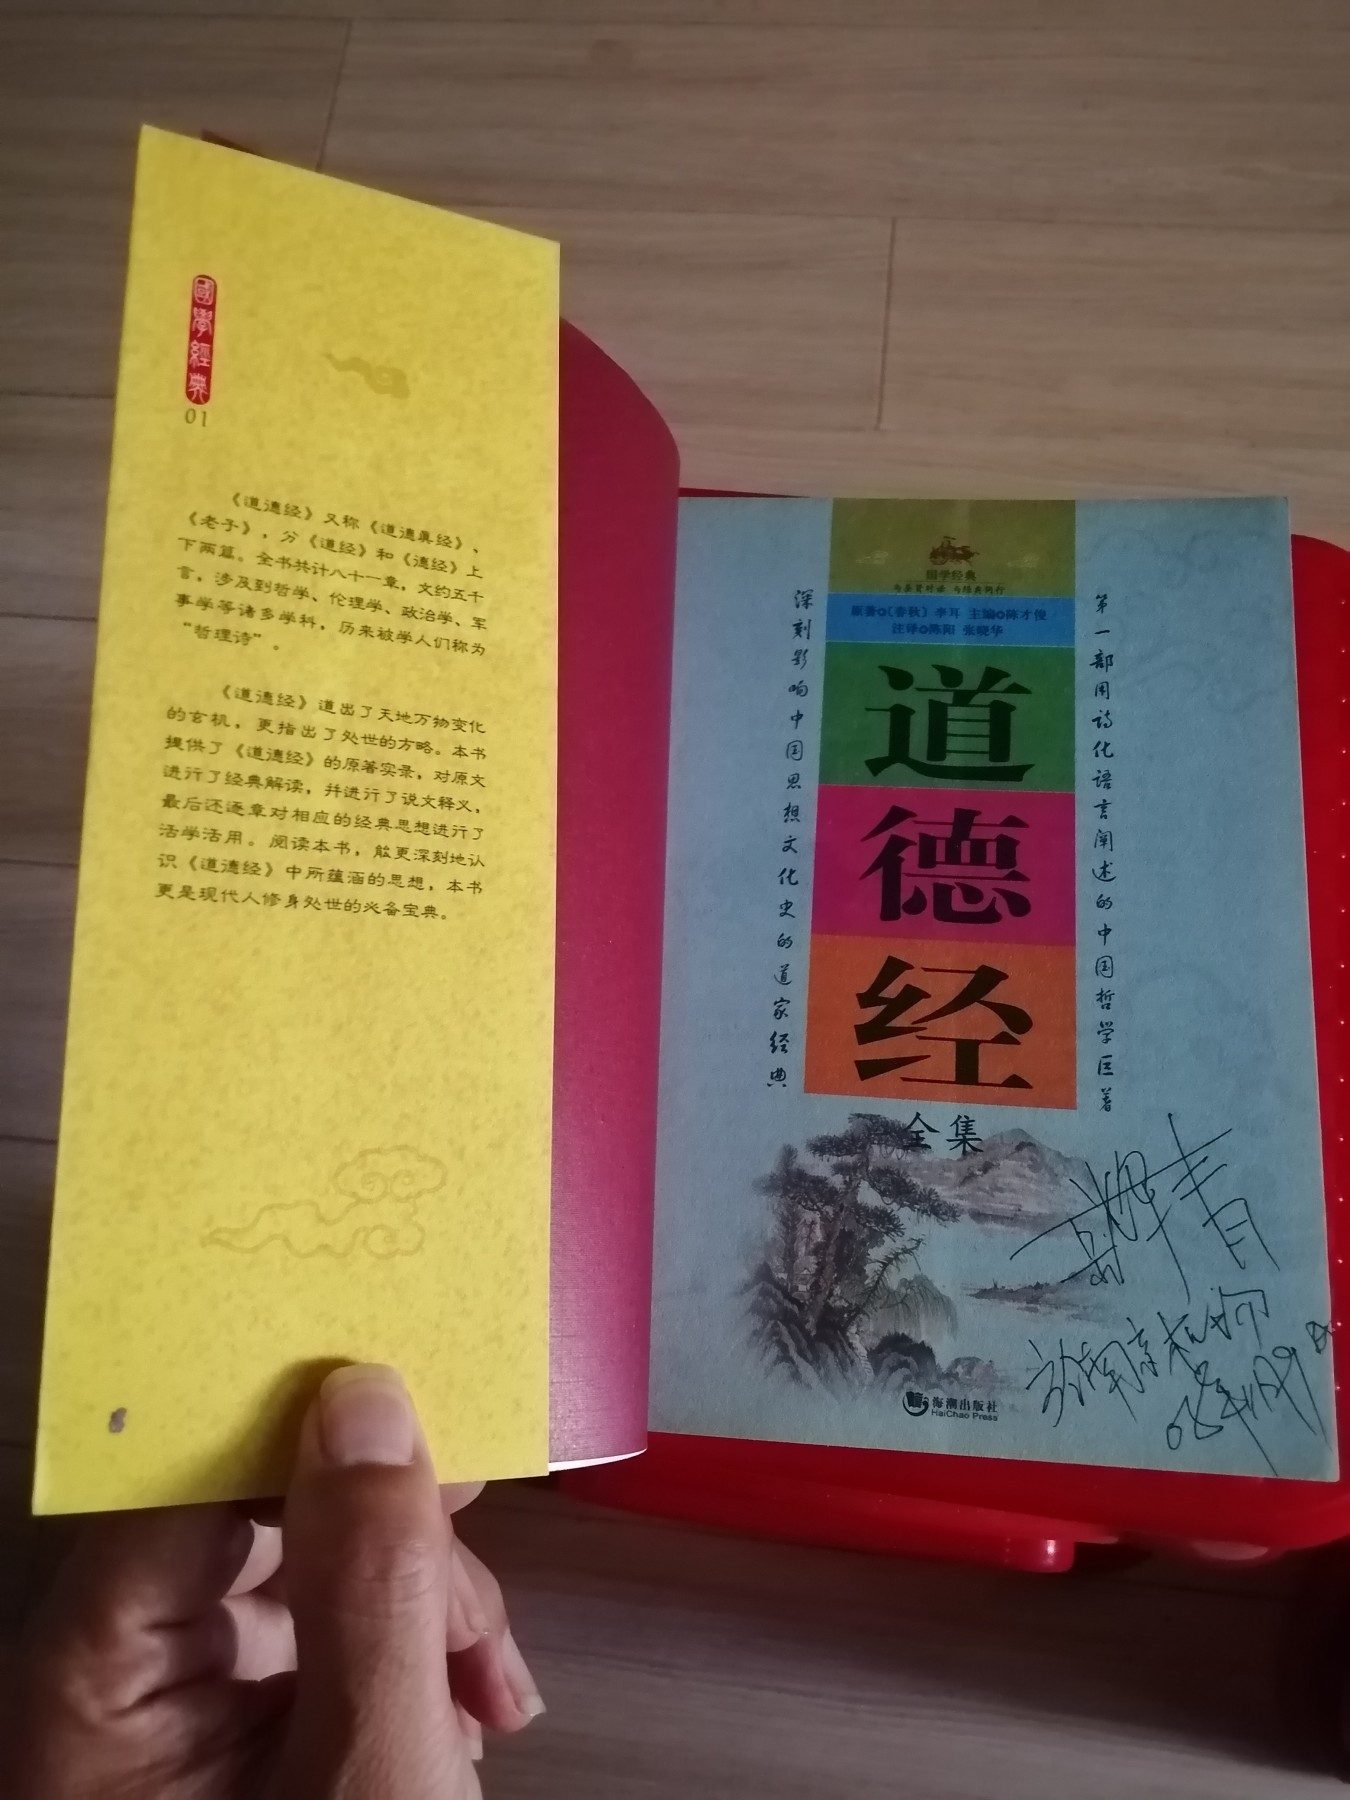 國學經典
01
《道德经》又称《道德真经》、
《老子》，分《道经》和《德经》上
下两篇。全书共计八十一章，文约五千
言，涉及到哲学、伦理学、政治学、军
事学等诸多学科，历来被学人们称为
“哲理诗”。
《道德经》道出了天地万物变化
的玄机，更指出了处世的方略。本书
提供了《道德经》的原著实录，对原文
进行了经典解读，并进行了说文释义，
最后还逐章对相应的经典思想进行了
活学活用。阅读本书，能更深刻地认
识《道德经》中所蕴涵的思想，本书
更是现代人修身处世的必备宝典。
国学经典
与圣贤对话 与经典同行
原著○〔春秋〕李耳 主编○陈才俊
注译○陈阳 张晓华
第一部用诗化语言阐述的中国哲学巨著
道
德
经
全集
深刻影响中国思想文化史的道家经典
海潮出版社
HaiChao Press